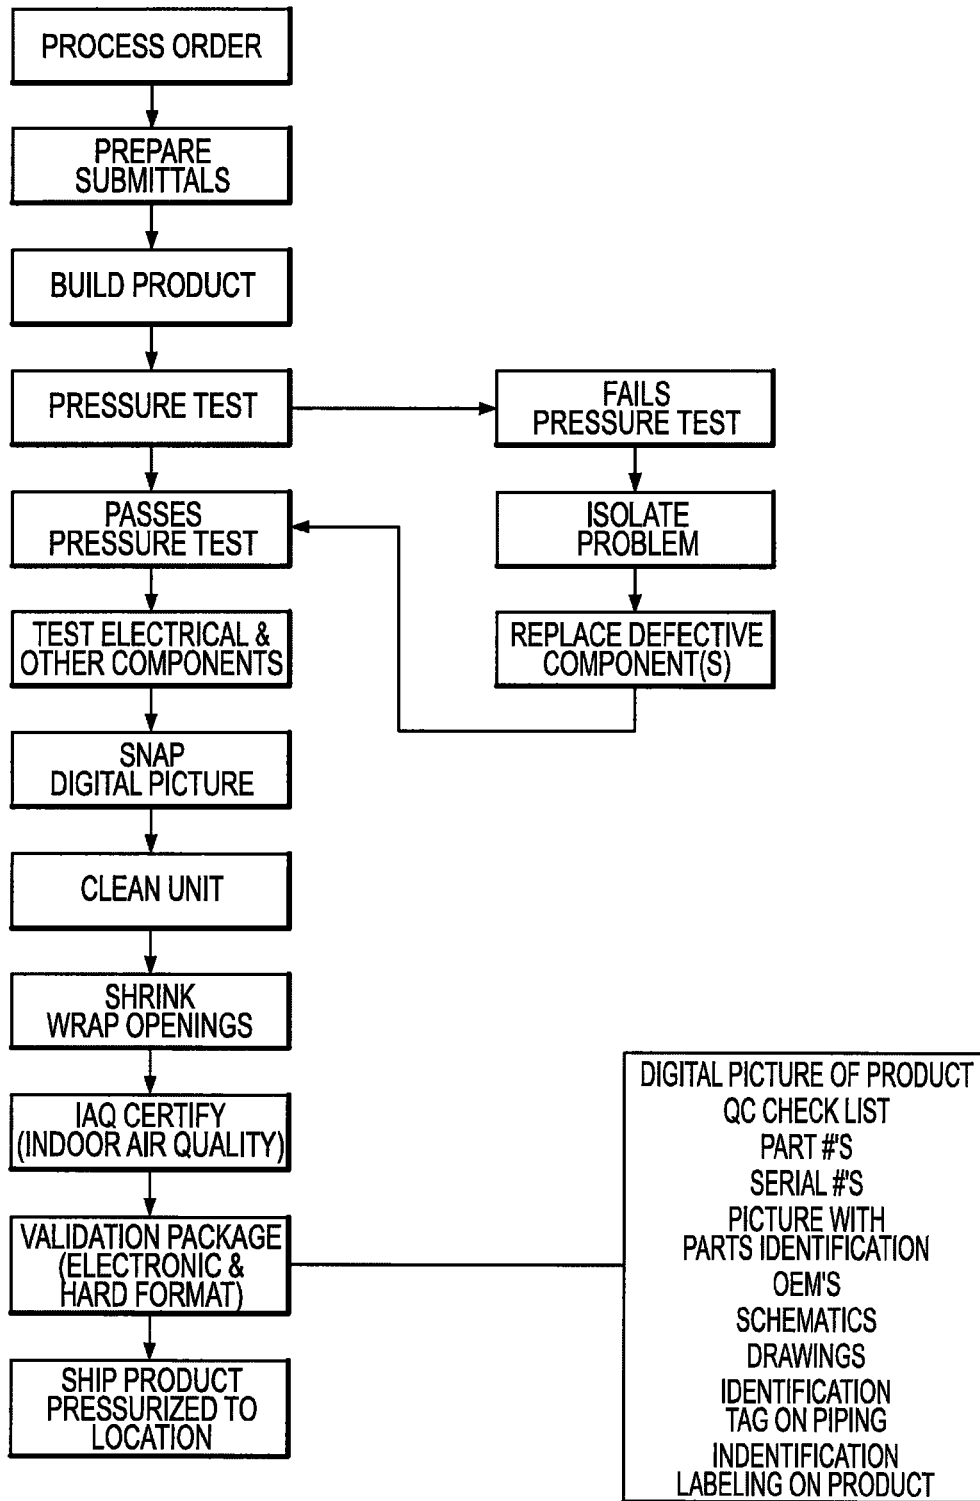 PROCESS ORDER
PREPARE
SUBMITTALS
BUILD PRODUCT
PRESSURE TEST
FAILS
PRESSURE TEST
PASSES
PRESSURE TEST
ISOLATE
PROBLEM
TEST ELECTRICAL &
OTHER COMPONENTS
REPLACE DEFECTIVE
COMPONENT(S)
SNAP
DIGITAL PICTURE
CLEAN UNIT
SHRINK
WRAP OPENINGS
IAQ CERTIFY
(INDOOR AIR QUALITY)
VALIDATION PACKAGE
(ELECTRONIC &
HARD FORMAT)
SHIP PRODUCT
PRESSURIZED TO
LOCATION
DIGITAL PICTURE OF PRODUCT
QC CHECK LIST
PART #'S
SERIAL #'S
PICTURE WITH
PARTS IDENTIFICATION
OEM'S
SCHEMATICS
DRAWINGS
IDENTIFICATION
TAG ON PIPING
INDENTIFICATION
LABELING ON PRODUCT